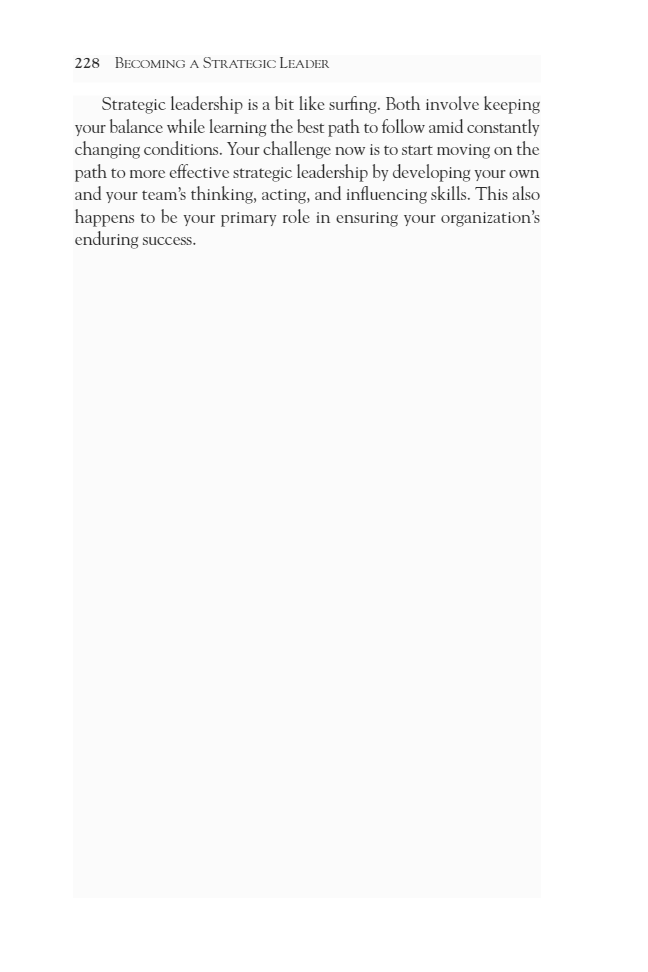 228 BECOMING A STRATEGIC LEADER
Strategic leadership is a bit like surfing. Both involve keeping
your balance while learning the best path to follow amid constantly
changing conditions. Your challenge now is to start moving on the
path to more effective strategic leadership by developing your own
and your team’s thinking, acting, and influencing skills. This also
happens to be your primary role in ensuring your organization’s
enduring success.